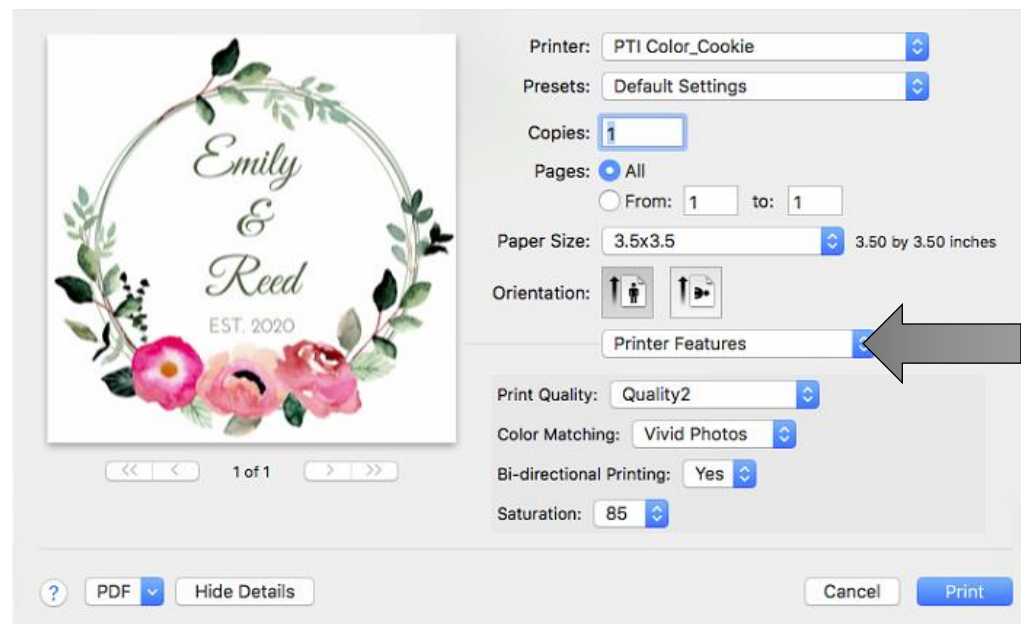 Emily
&
Reed
EST. 2020
<< < 1 of 1 > >>
Printer: PTI Color_Cookie
Presets: Default Settings
Copies: 1
Pages: All
From: 1 to: 1
Paper Size: 3.5x3.5 3.50 by 3.50 inches
Orientation:
Printer Features
Print Quality: Quality2
Color Matching: Vivid Photos
Bi-directional Printing: Yes
Saturation: 85
? PDF Hide Details Cancel Print